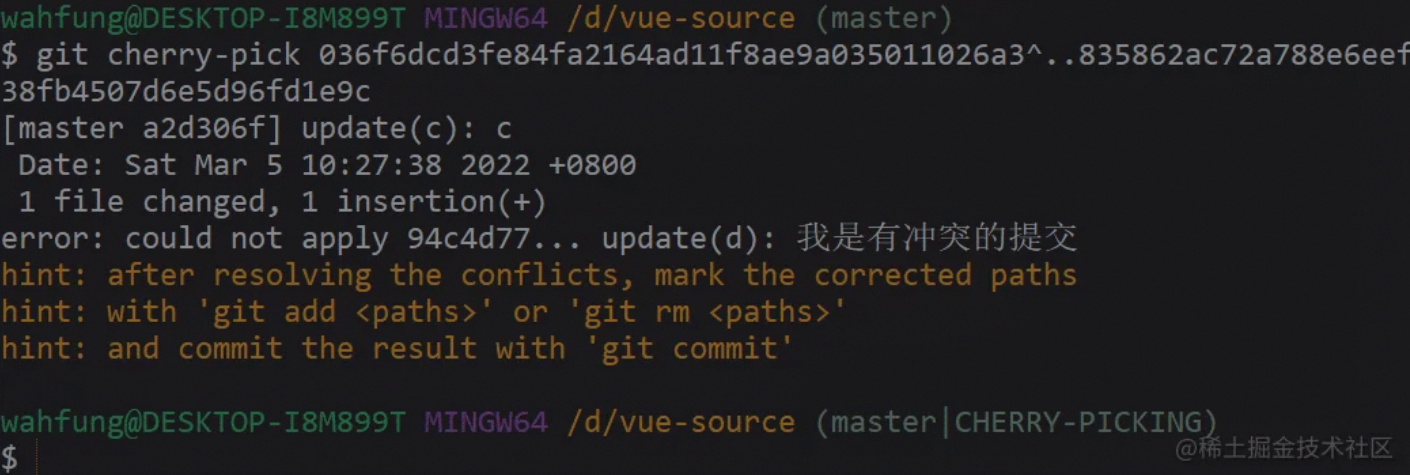 wahfung@DESKTOP-I8M899T MINGW64 /d/vue-source (master)
$ git cherry-pick 036f6dcd3fe84fa2164ad11f8ae9a035011026a3^..835862ac72a788e6eef
38fb4507d6e5d96fd1e9c
[master a2d306f] update(c): c
Date: Sat Mar 5 10:27:38 2022 +0800
1 file changed, 1 insertion(+)
error: could not apply 94c4d77... update(d): 我是有冲突的提交
hint: after resolving the conflicts, mark the corrected paths
hint: with 'git add <paths>' or 'git rm <paths>'
hint: and commit the result with 'git commit'
wahfung@DESKTOP-I8M899T MINGW64 /d/vue-source (master|CHERRY-PICKING)
$
@稀土掘金技术社区